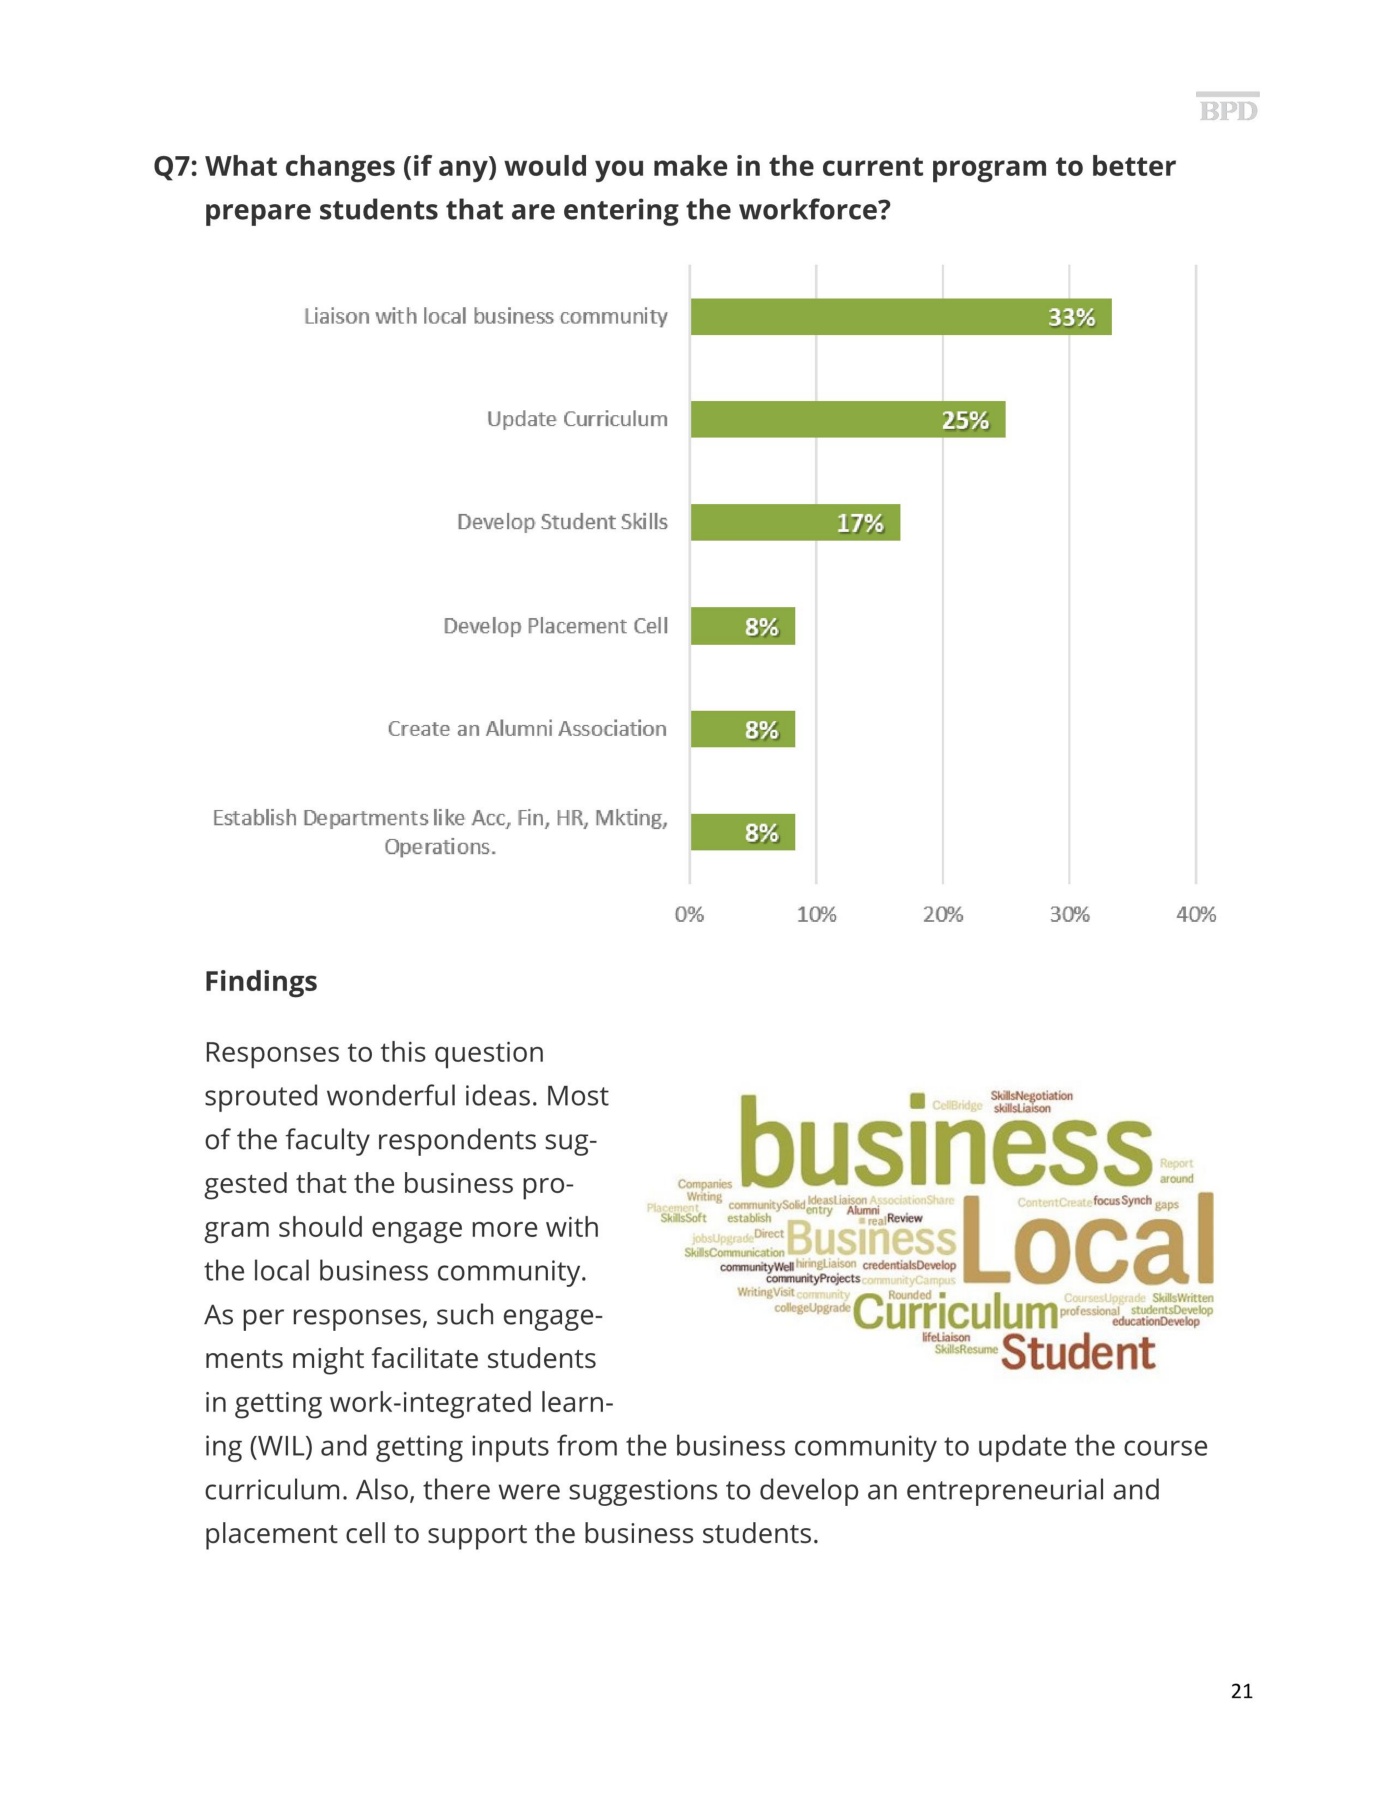 BPD
Q7: What changes (if any) would you make in the current program to better
prepare students that are entering the workforce?
Liaison with local business community
33%
Update Curriculum
25%
Develop Student Skills
17%
Develop Placement Cell
8%
Create an Alumni Association
8%
Establish Departments like Acc, Fin, HR, Mkting,
Operations.
8%
0% 10% 20% 30% 40%
Findings
Responses to this question
sprouted wonderful ideas. Most
of the faculty respondents sug-
gested that the business pro-
gram should engage more with
the local business community.
As per responses, such engage-
ments might facilitate students
in getting work-integrated learn-
ing (WIL) and getting inputs from the business community to update the course
curriculum. Also, there were suggestions to develop an entrepreneurial and
placement cell to support the business students.
CellBridge SkillsNegotiation
skillsLiaison
business
Report
around
Companies
Writing
Placement communitySolid IdeasLiaison AssociationShare ContentCreate focus Synch gaps
SkillsSoft establish entry Alumni
real Review
jobsUpgrade Direct Business Local
SkillsCommunication
communityWell hiringLiaison credentialsDevelop
communityProjects communityCampus
WritingVisit community Rounded CoursesUpgrade SkillsWritten
collegeUpgrade Curriculum professional studentsDevelop
educationDevelop
lifeLiaison
SkillsResume Student
21